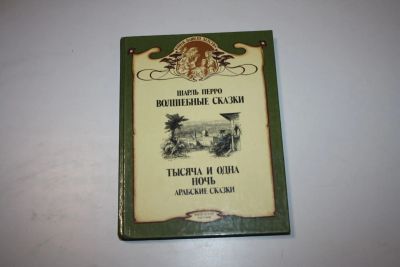 ШАРЛЬ ПЕРРО
ВОЛШЕБНЫЕ СКАЗКИ
ТЫСЯЧА И ОДНА
НОЧЬ
АРАБСКИЕ СКАЗКИ